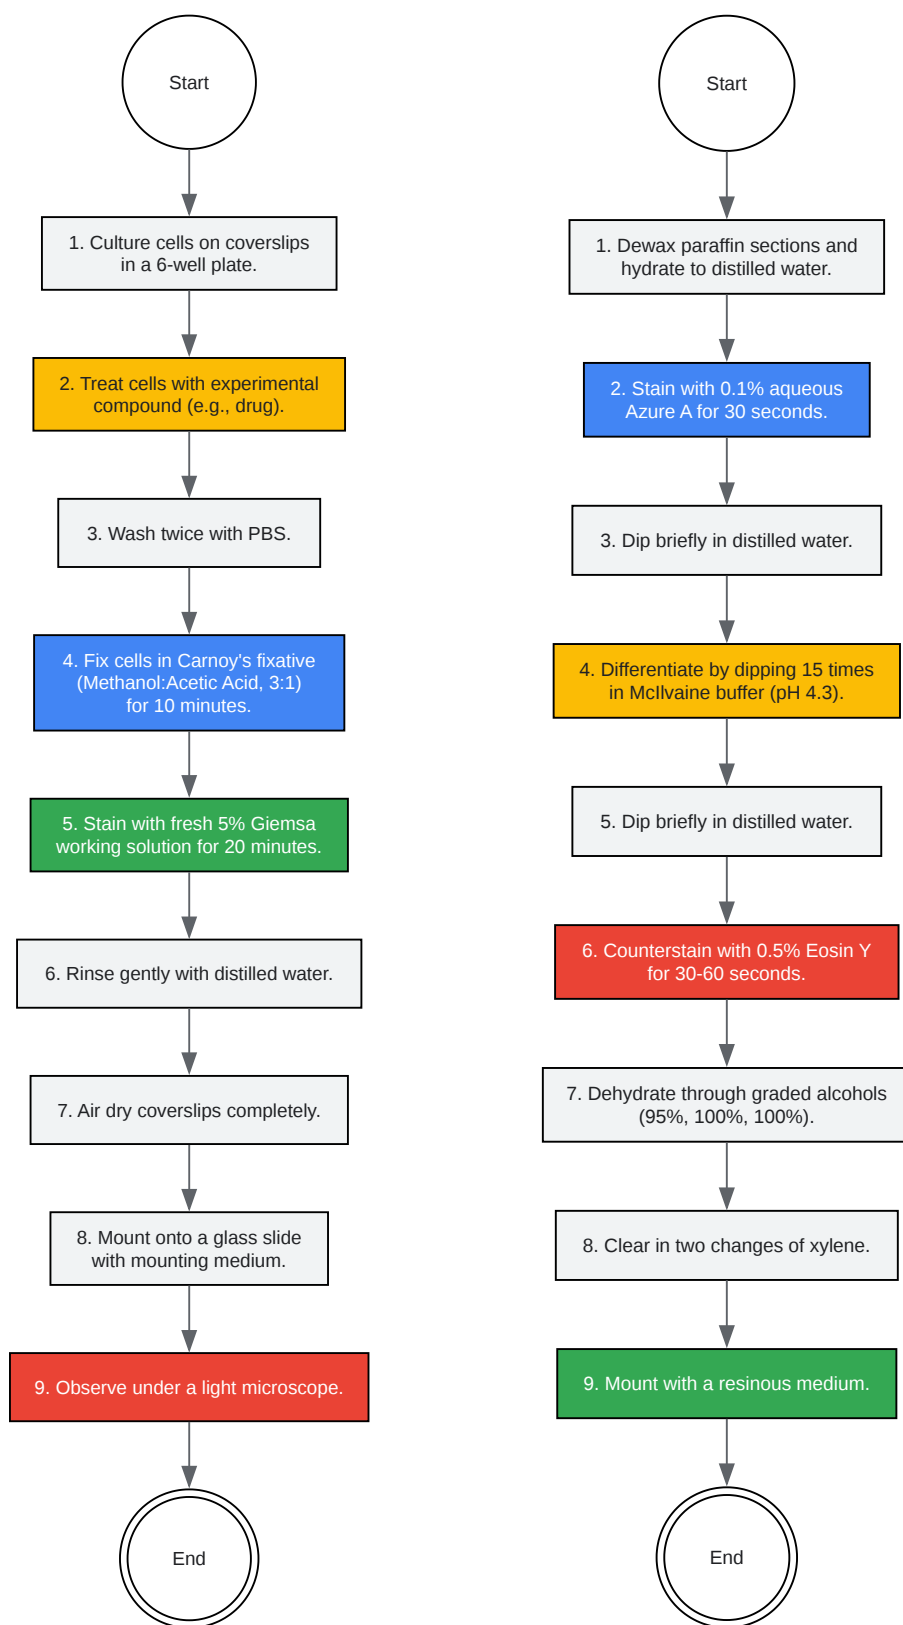 Start
1. Culture cells on coverslips
in a 6-well plate.
2. Treat cells with experimental
compound (e.g., drug).
3. Wash twice with PBS.
4. Fix cells in Carnoy's fixative
(Methanol:Acetic Acid, 3:1)
for 10 minutes.
5. Stain with fresh 5% Giemsa
working solution for 20 minutes.
6. Rinse gently with distilled water.
7. Air dry coverslips completely.
8. Mount onto a glass slide
with mounting medium.
9. Observe under a light microscope.
End
Start
1. Dewax paraffin sections and
hydrate to distilled water.
2. Stain with 0.1% aqueous
Azure A for 30 seconds.
3. Dip briefly in distilled water.
4. Differentiate by dipping 15 times
in McIlvaine buffer (pH 4.3).
5. Dip briefly in distilled water.
6. Counterstain with 0.5% Eosin Y
for 30-60 seconds.
7. Dehydrate through graded alcohols
(95%, 100%, 100%).
8. Clear in two changes of xylene.
9. Mount with a resinous medium.
End